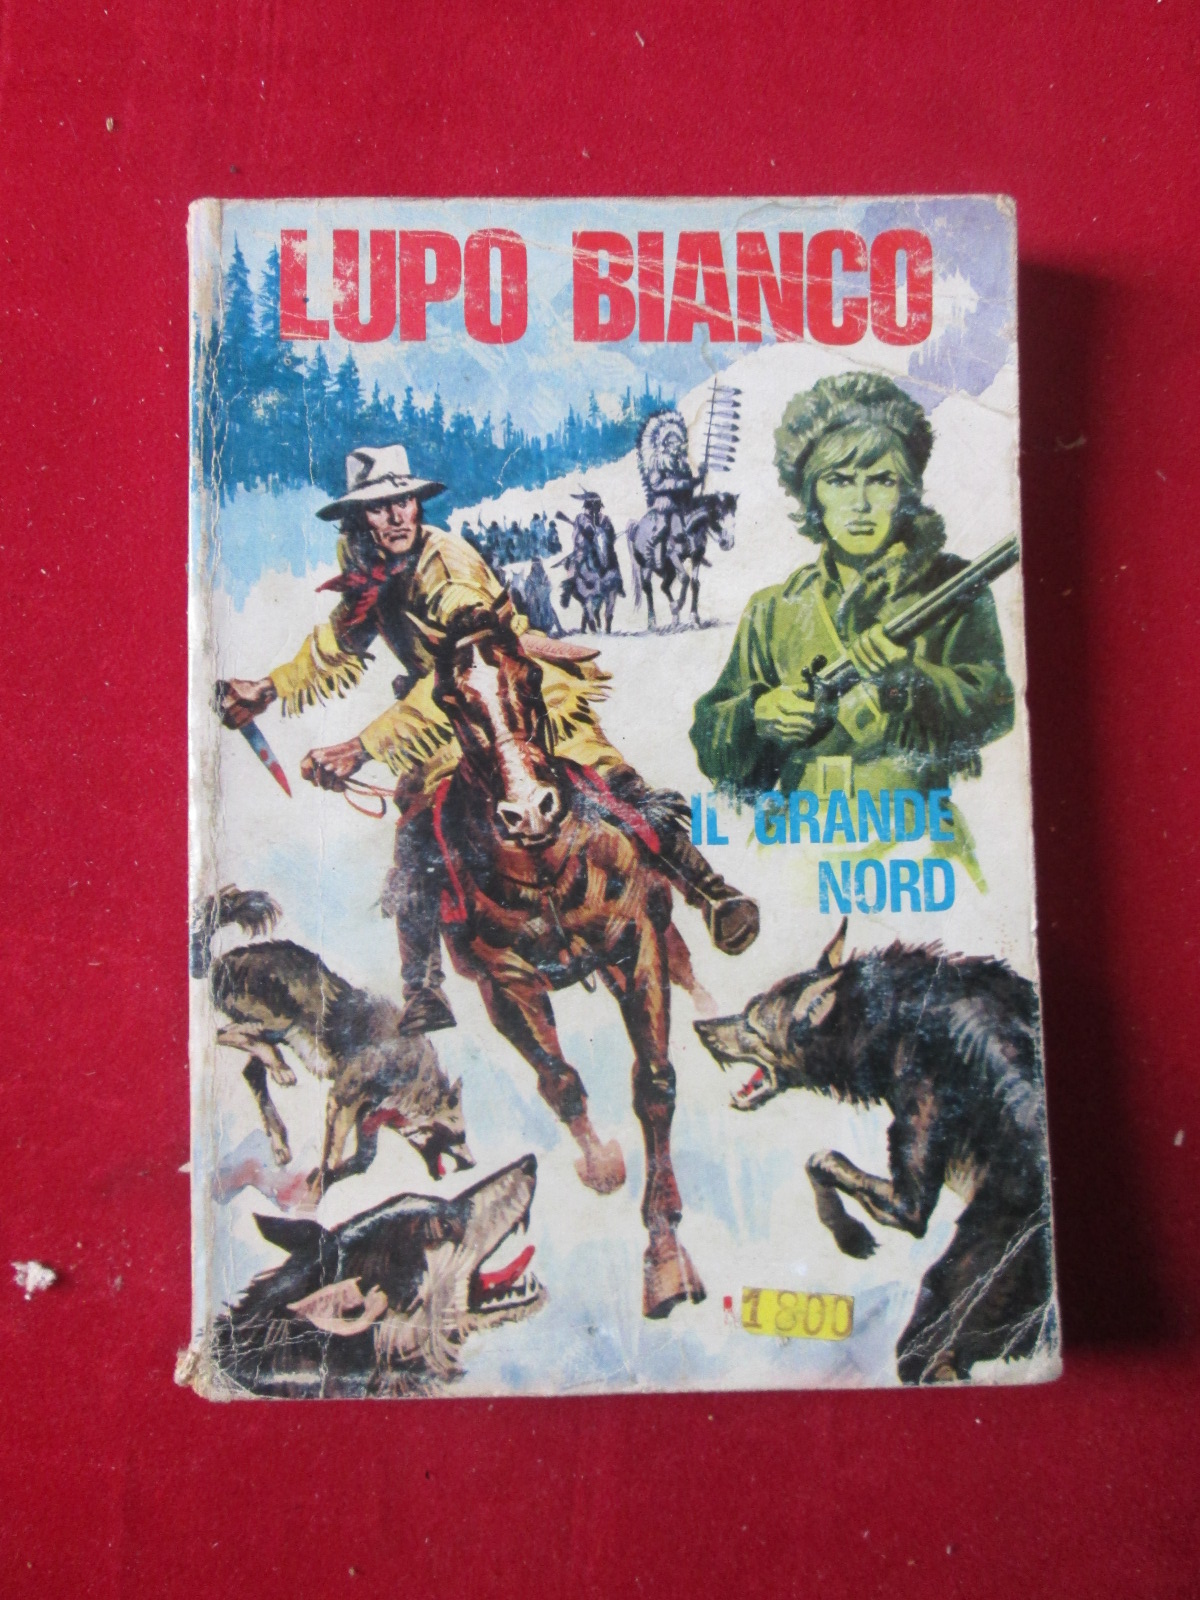 LUPO BIANCO
IL GRANDE
NORD
1800